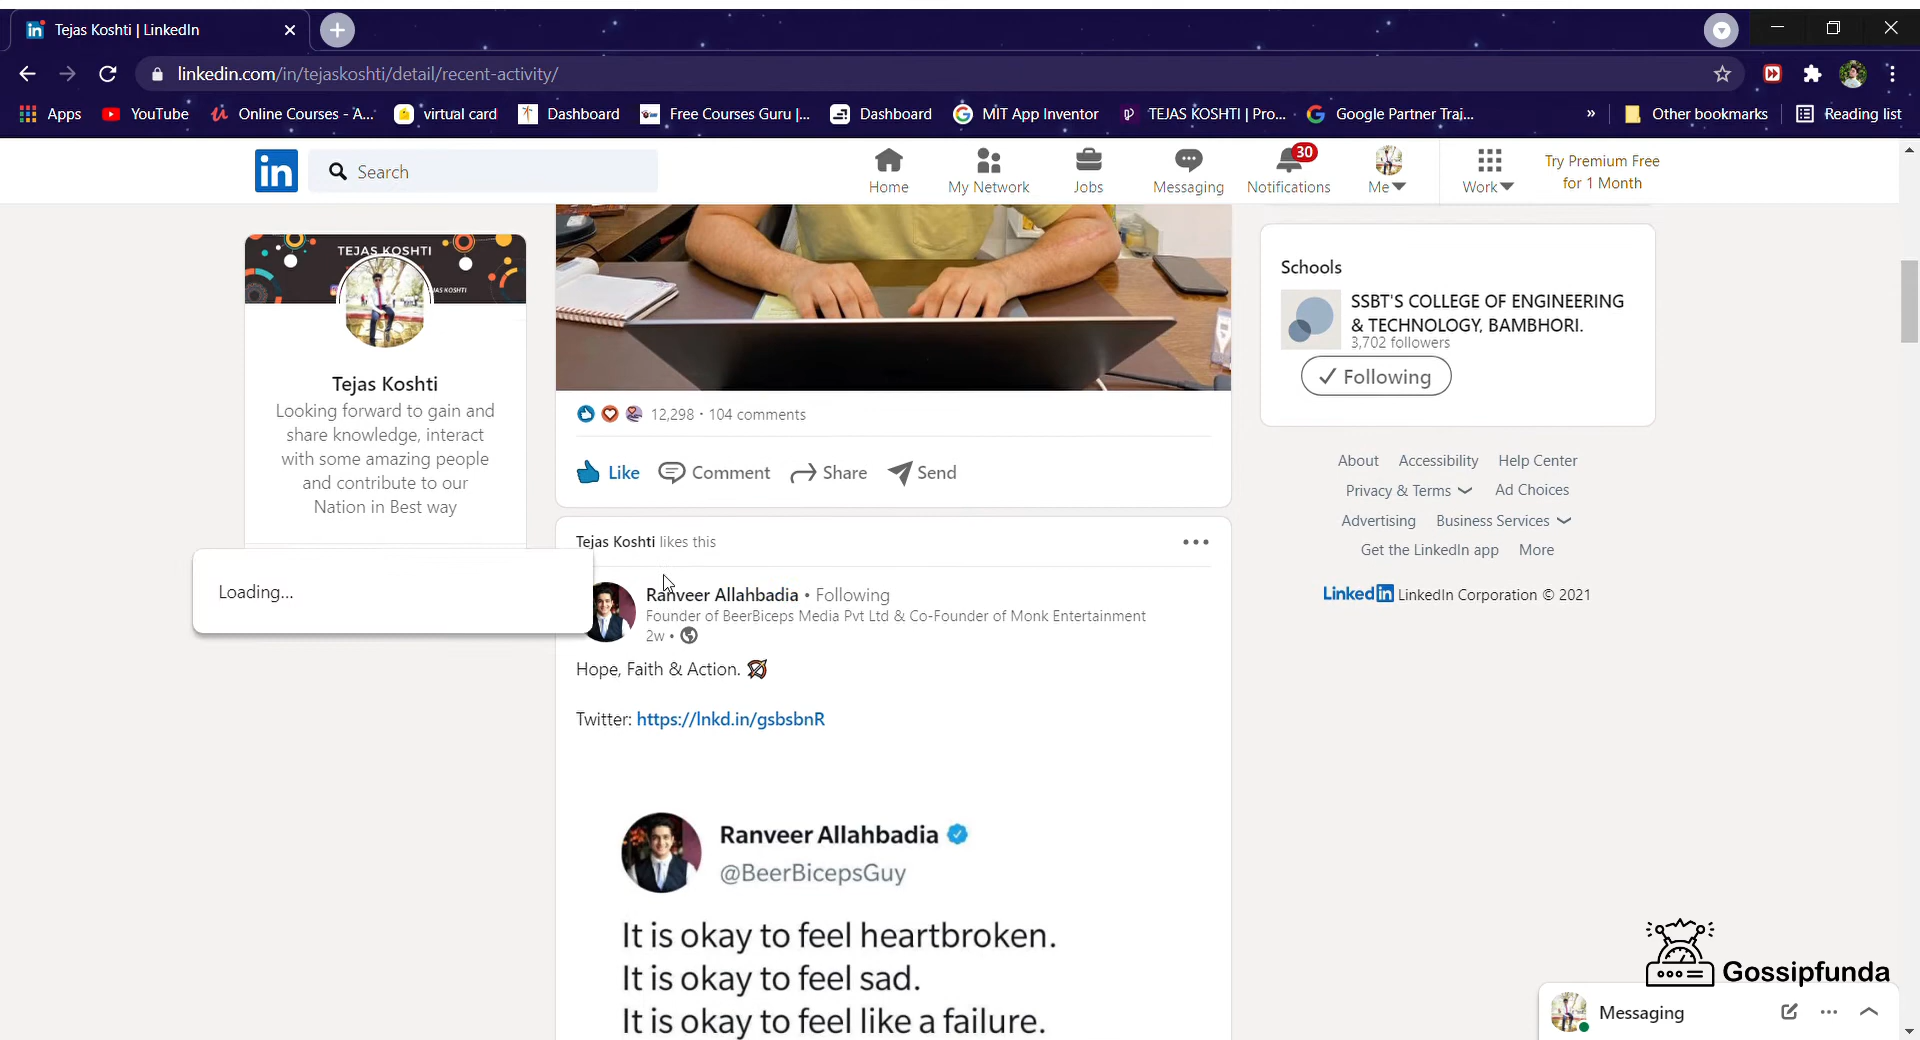 Tejas Koshti | LinkedIn
linkedin.com/in/tejaskoshti/detail/recent-activity/
Apps
YouTube
Online Courses - A...
virtual card
Dashboard
Free Courses Guru |...
Dashboard
MIT App Inventor
TEJAS KOSHTI | Pro...
Google Partner Trai...
»
Other bookmarks
Reading list
in
Search
Home
My Network
Jobs
Messaging
30
Notifications
Me
Work
Try Premium Free
for 1 Month
TEJAS KOSHTI
JAS KOSHTI
Tejas Koshti
Looking forward to gain and
share knowledge, interact
with some amazing people
and contribute to our
Nation in Best way
Loading...
12,298 • 104 comments
Like
Comment
Share
Send
Tejas Koshti likes this
Ranveer Allahbadia • Following
Founder of BeerBiceps Media Pvt Ltd & Co-Founder of Monk Entertainment
2w •
Hope, Faith & Action. 🏹
Twitter: https://lnkd.in/gsbsbnR
Ranveer Allahbadia
@BeerBicepsGuy
It is okay to feel heartbroken.
It is okay to feel sad.
It is okay to feel like a failure.
Schools
SSBT'S COLLEGE OF ENGINEERING
& TECHNOLOGY, BAMBHORI.
3,702 followers
Following
About
Accessibility
Help Center
Privacy & Terms
Ad Choices
Advertising
Business Services
Get the LinkedIn app
More
LinkedIn LinkedIn Corporation © 2021
Gossipfunda
Messaging